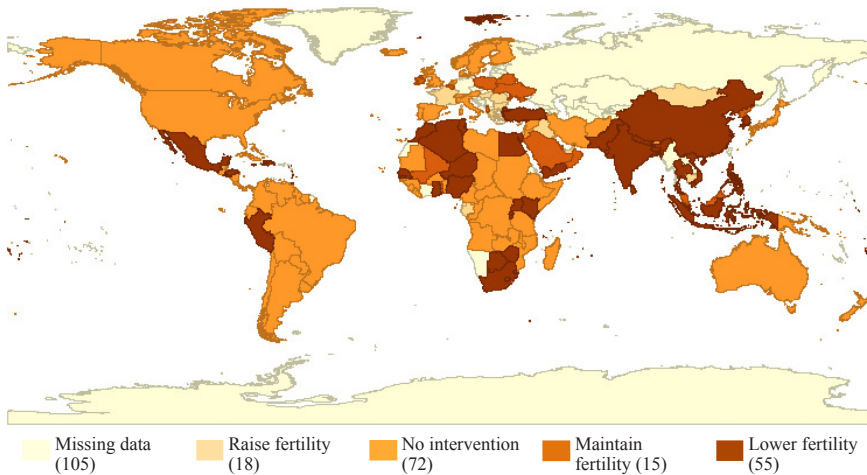 Missing data
(105)
Raise fertility
(18)
No intervention
(72)
Maintain
fertility (15)
Lower fertility
(55)